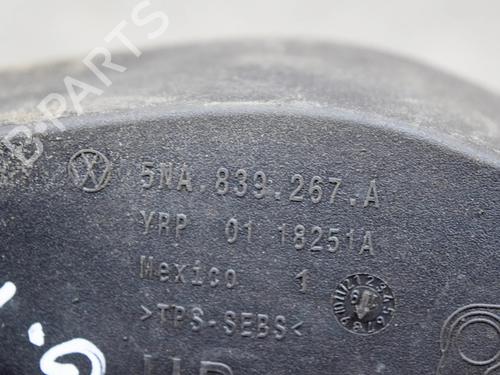 B-PARTS
5NA.839.267.A
YRP 01 18251A
Mexico 1
>TPS-SEBS<